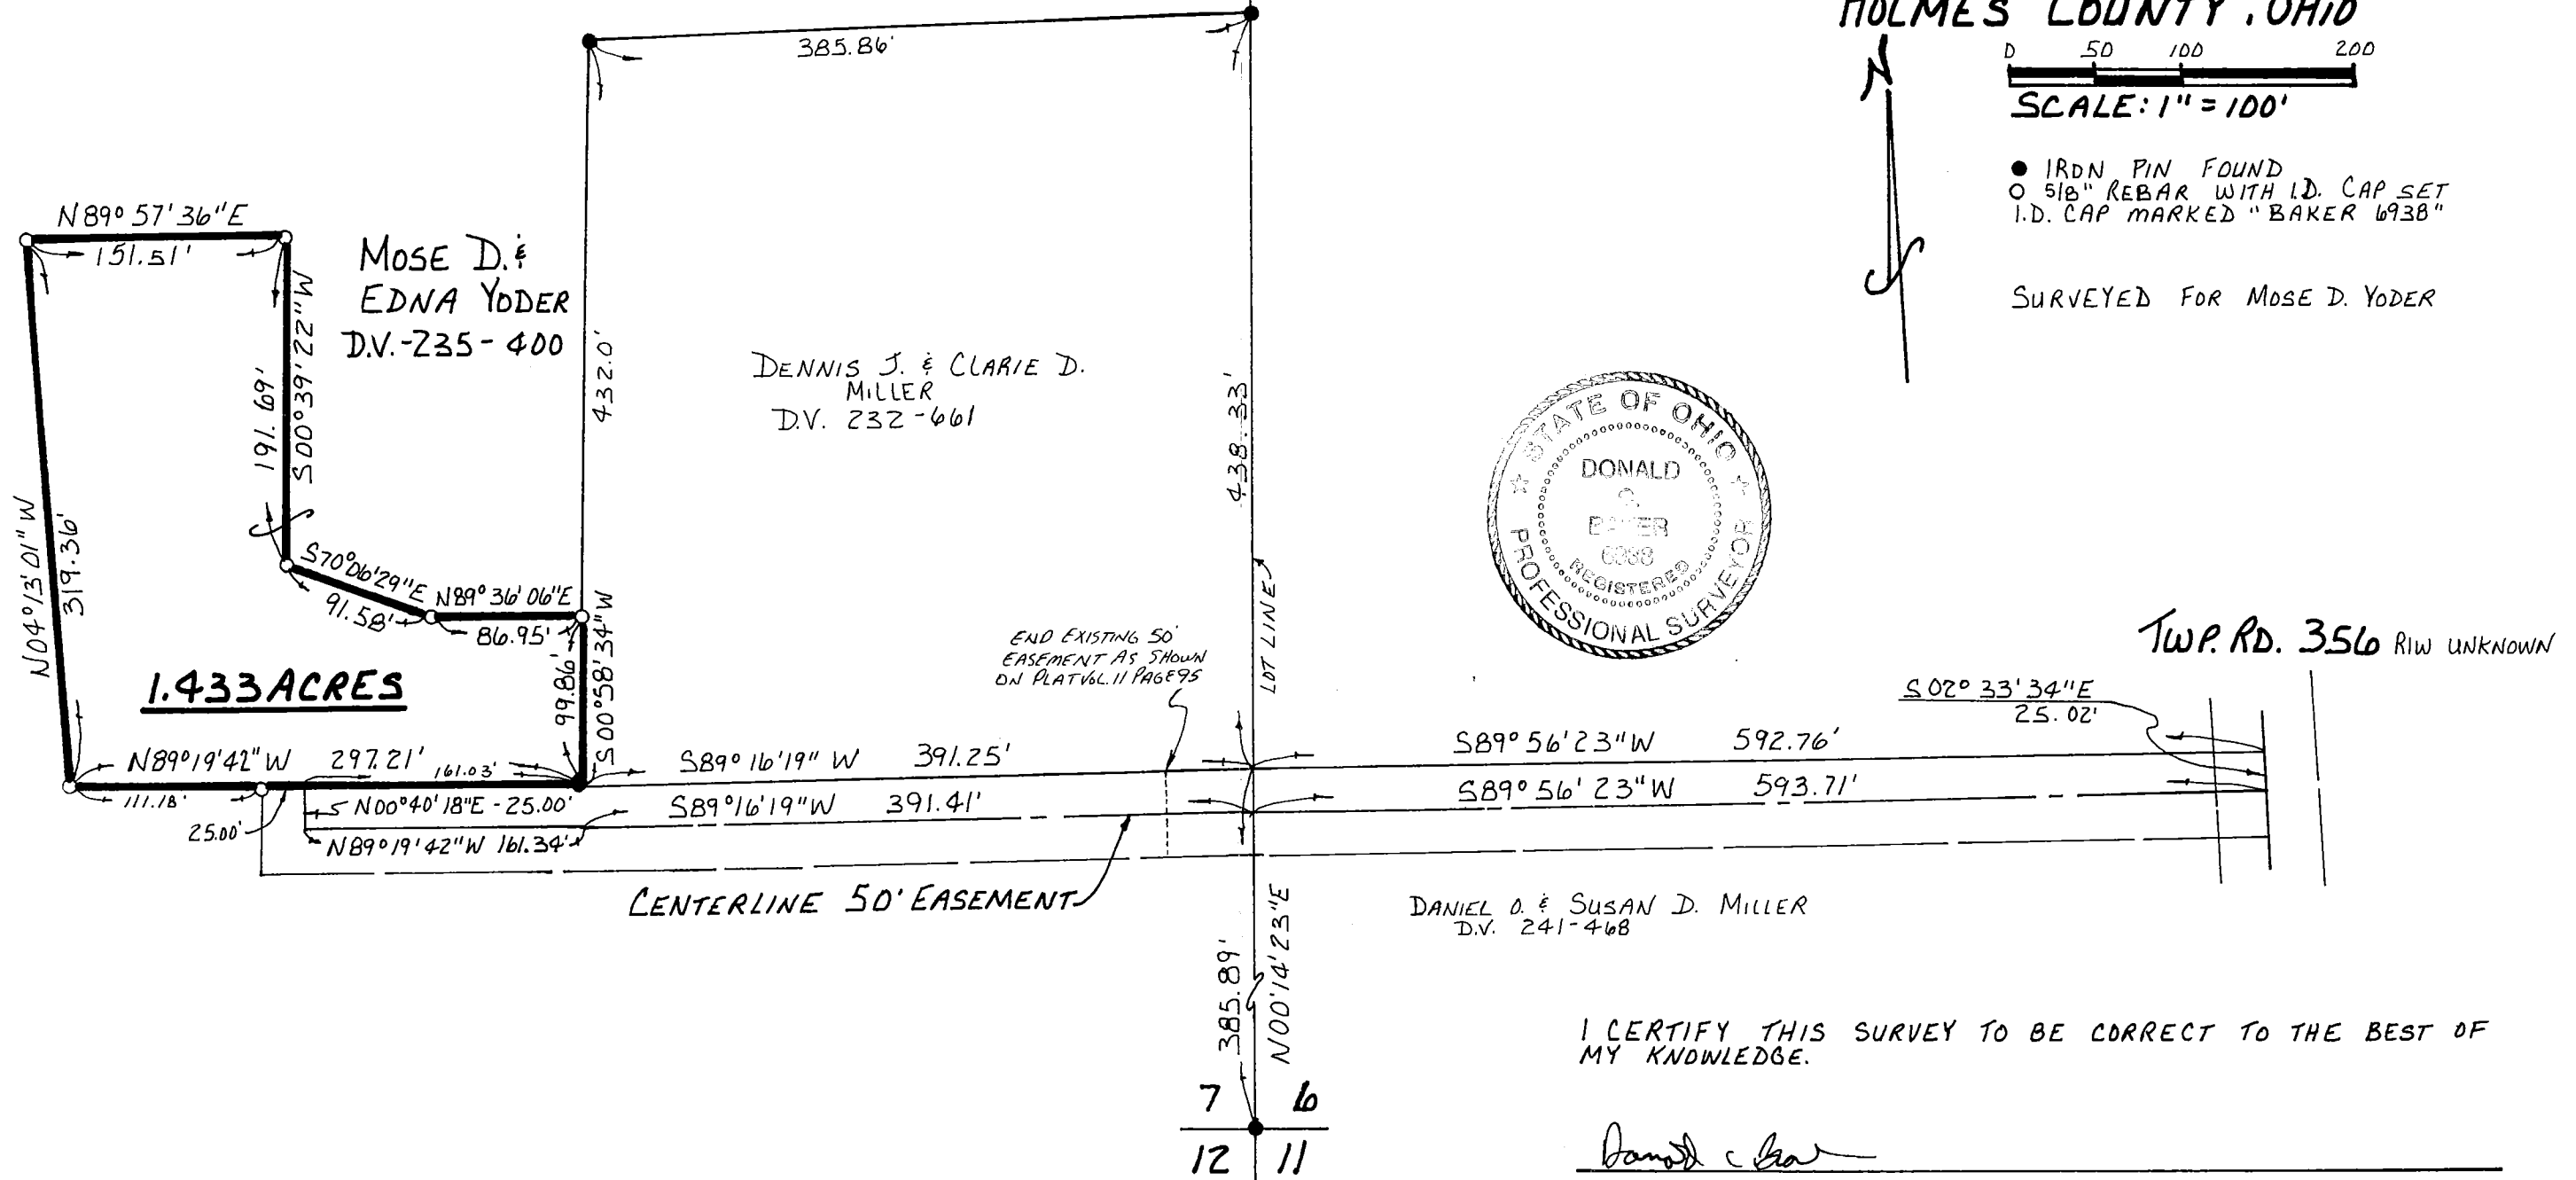 HOLMES COUNTY, OHIO
0 50 100 200
SCALE: 1" = 100'
● IRON PIN FOUND
○ 5/8" REBAR WITH I.D. CAP SET
I.D. CAP MARKED "BAKER 6938"
SURVEYED FOR MOSE D. YODER
N
385.86'
N89°57'36"E
151.51'
MOSE D. &
EDNA YODER
D.V.-235-400
S00°39'22"W
191.69'
432.0'
DENNIS J. & CLARIE D.
MILLER
D.V. 232-661
438.33'
STATE OF OHIO
DONALD
C.
BAKER
6938
REGISTERED
PROFESSIONAL SURVEYOR
N04°13'01"W
319.36'
S70°06'29"E
91.58'
N89°36'06"E
86.95'
99.86'
S00°58'34"W
1.433 ACRES
END EXISTING 50'
EASEMENT AS SHOWN
ON PLAT VOL. 11 PAGE 95
LOT LINE
TWP. RD. 356 R/W UNKNOWN
S02°33'34"E
25.02'
N89°19'42"W 297.21'
161.03'
111.18'
S89°16'19"W 391.25'
S89°56'23"W 592.76'
N00°40'18"E - 25.00'
S89°16'19"W 391.41'
S89°56'23"W 593.71'
25.00'
N89°19'42"W 161.34'
CENTERLINE 50' EASEMENT
DANIEL O. & SUSAN D. MILLER
D.V. 241-468
385.89'
N00°14'23"E
I CERTIFY THIS SURVEY TO BE CORRECT TO THE BEST OF
MY KNOWLEDGE.
7 6
12 11